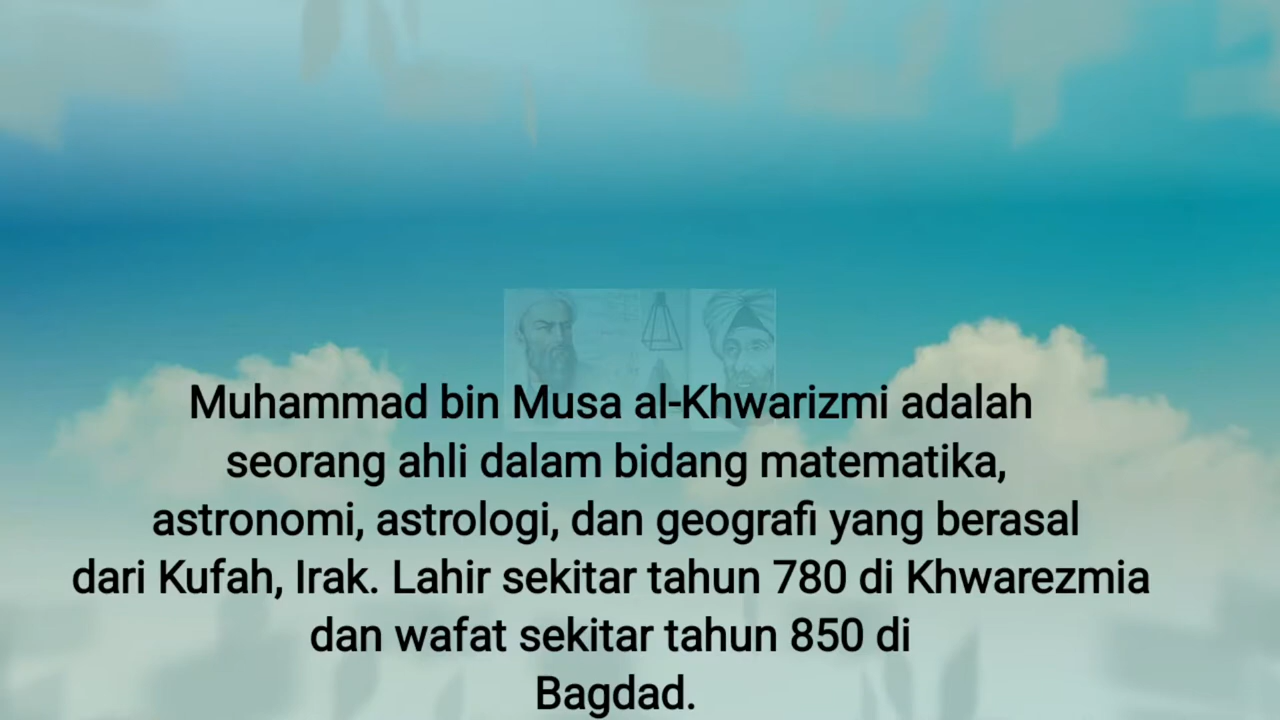 Muhammad bin Musa al-Khwarizmi adalah
seorang ahli dalam bidang matematika,
astronomi, astrologi, dan geografi yang berasal
dari Kufah, Irak. Lahir sekitar tahun 780 di Khwarezmia
dan wafat sekitar tahun 850 di
Bagdad.